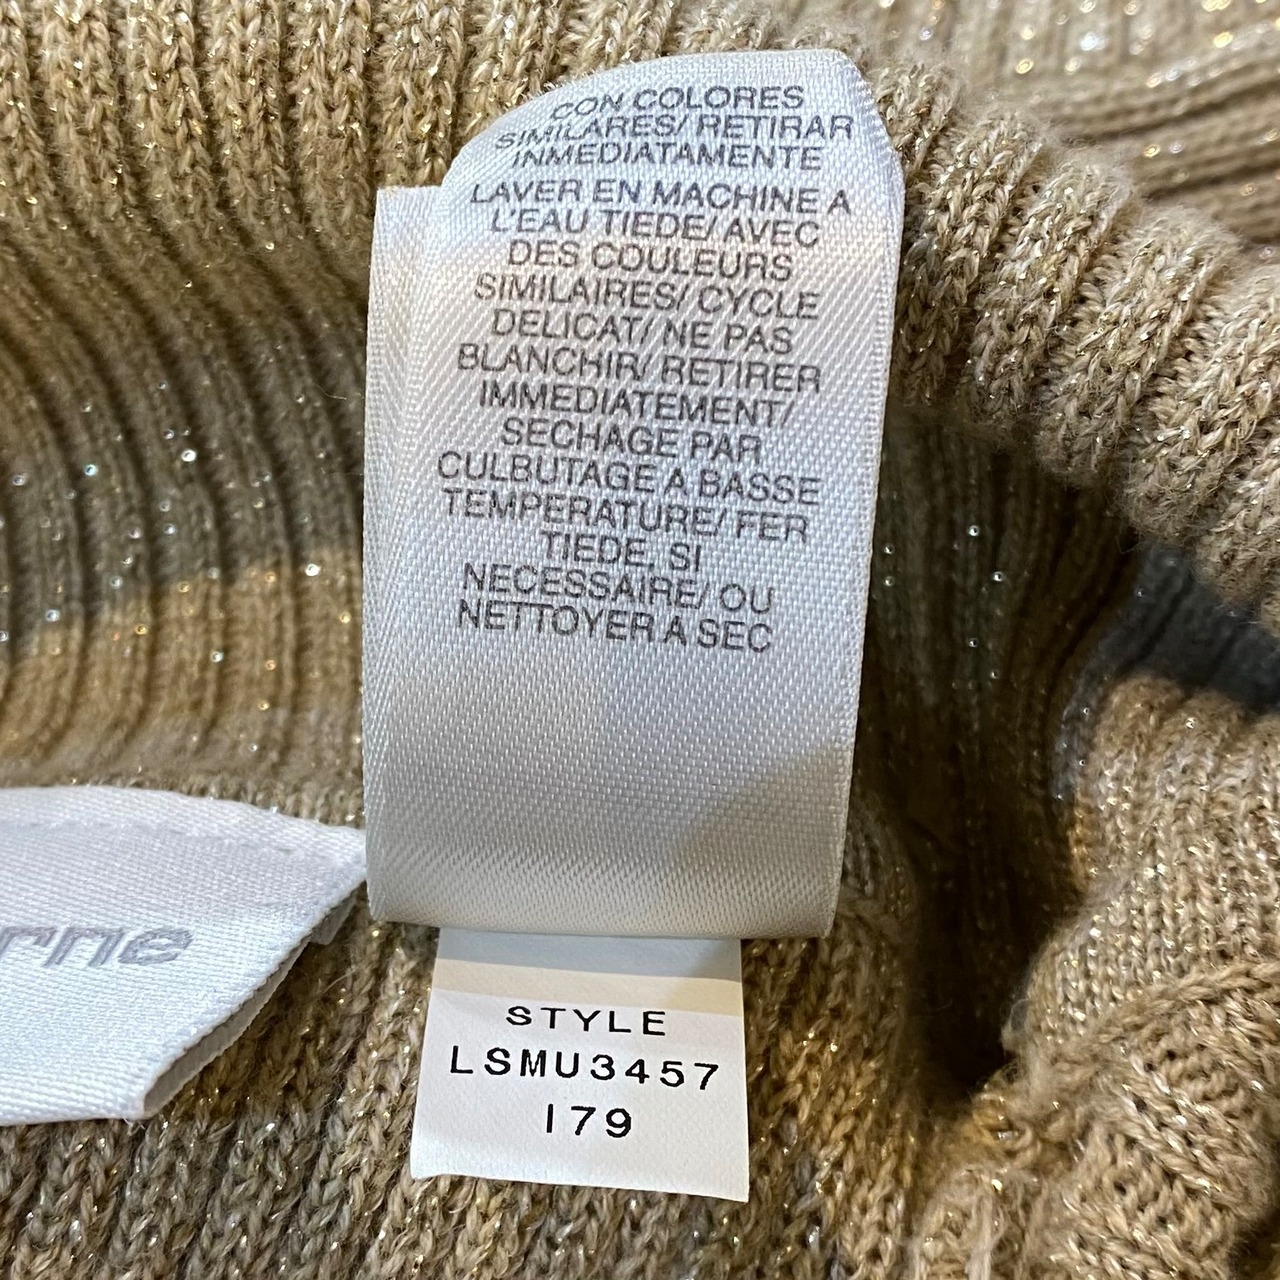 CON COLORES
SIMILARES/ RETIRAR
INMEDIATAMENTE
LAVER EN MACHINE A
L'EAU TIEDE/ AVEC
DES COULEURS
SIMILAIRES/ CYCLE
DELICAT/ NE PAS
BLANCHIR/ RETIRER
IMMEDIATEMENT/
SECHAGE PAR
CULBUTAGE A BASSE
TEMPERATURE/ FER
TIEDE, SI
NECESSAIRE/ OU
NETTOYER A SEC
rne
STYLE
LSMU3457
179